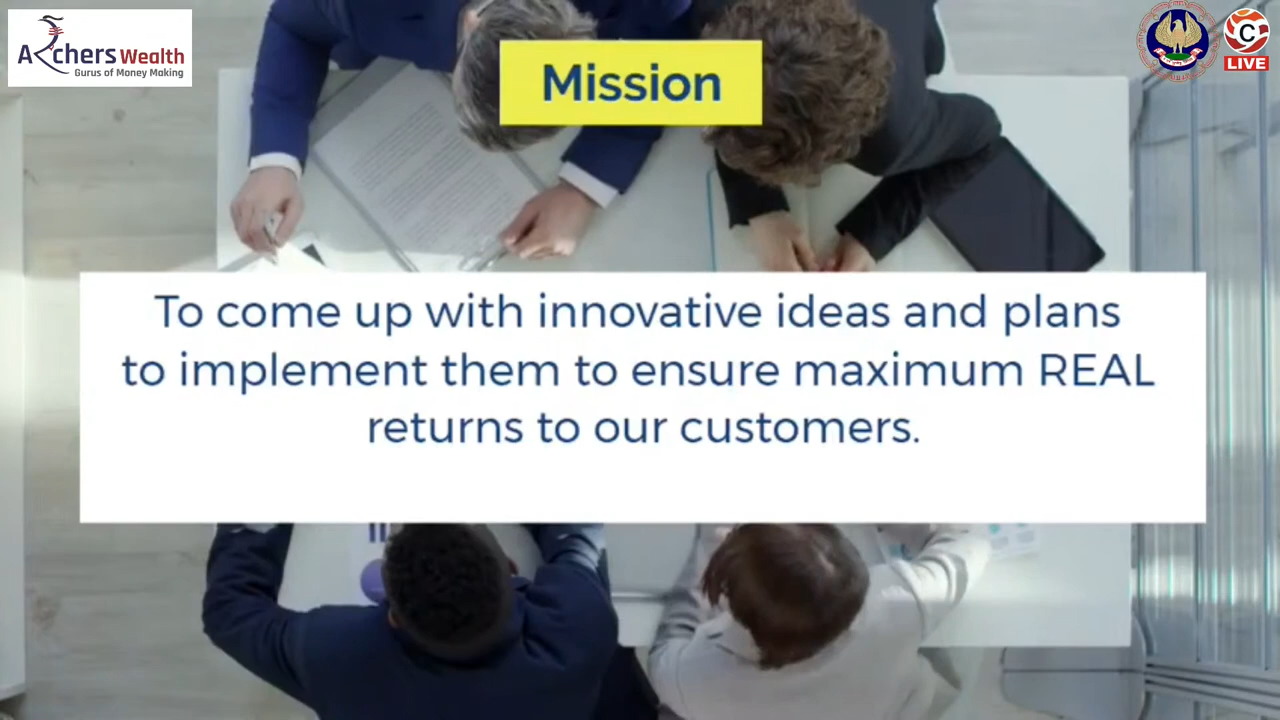 Archers Wealth
Gurus of Money Making
Mission
C
LIVE
To come up with innovative ideas and plans
to implement them to ensure maximum REAL
returns to our customers.